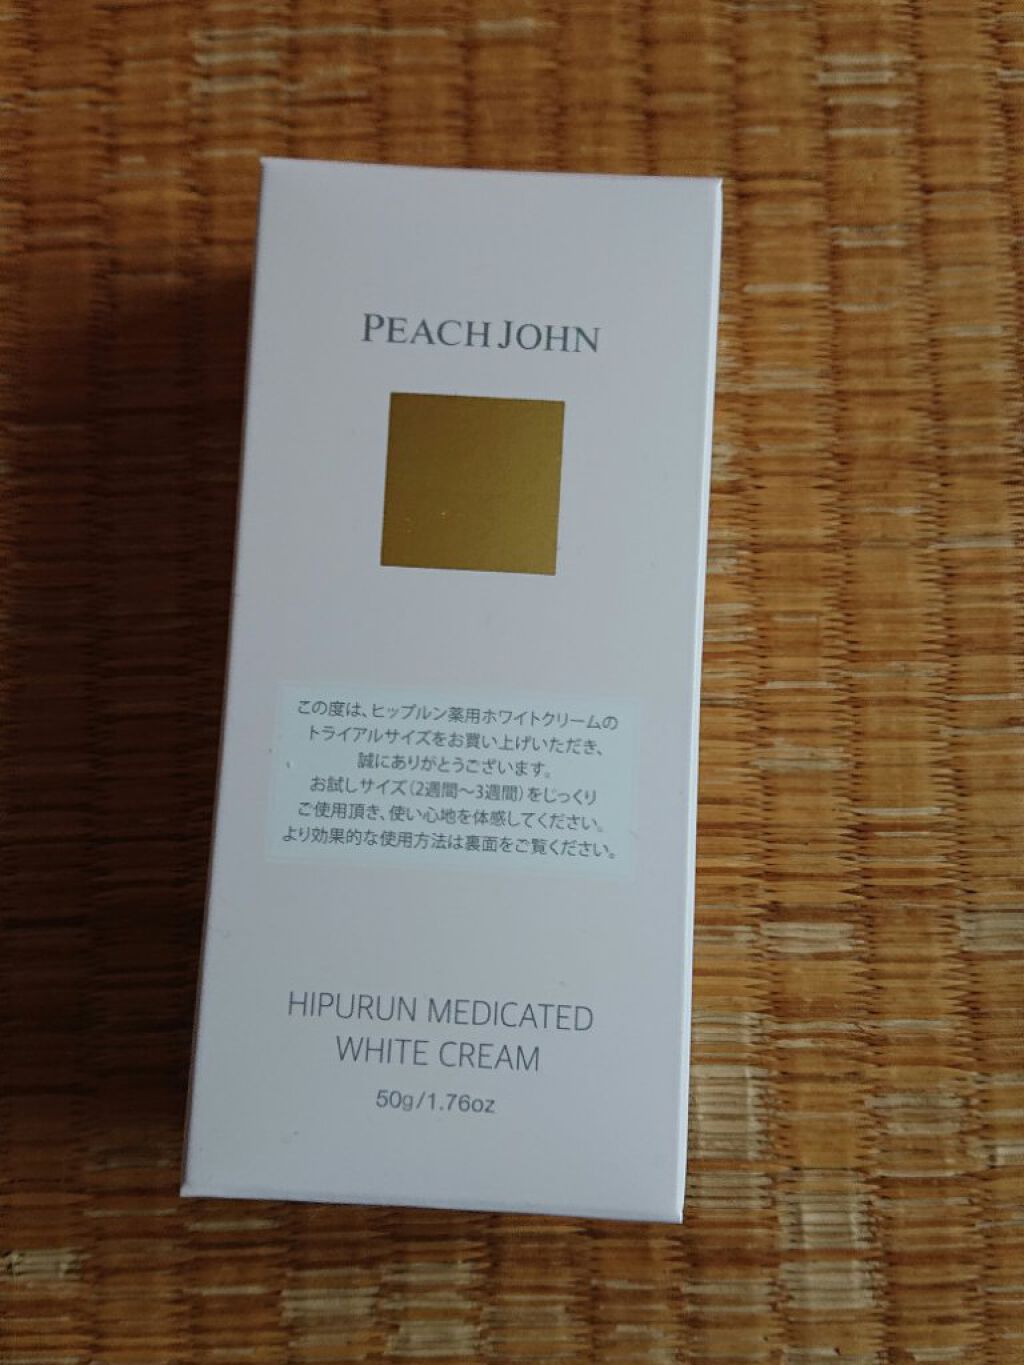 PEACH JOHN
この度は、ヒップルン薬用ホワイトクリームの
トライアルサイズをお買い上げいただき、
誠にありがとうございます。
お試しサイズ(2週間〜3週間)をじっくり
ご使用頂き、使い心地を体感してください。
より効果的な使用方法は裏面をご覧ください。
HIPURUN MEDICATED
WHITE CREAM
50g/1.76oz